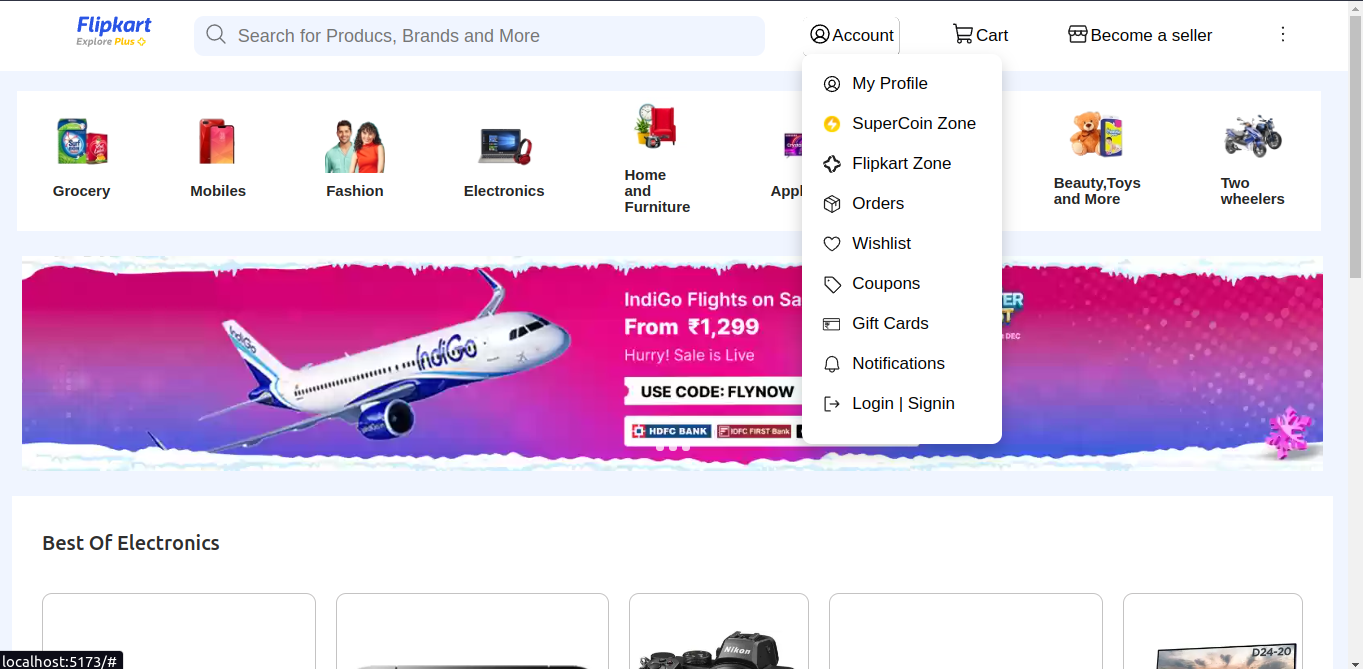 Flipkart
Explore Plus
Search for Producs, Brands and More
Account
Cart
Become a seller
My Profile
SuperCoin Zone
Flipkart Zone
Orders
Wishlist
Coupons
Gift Cards
Notifications
Login | Signin
Grocery
Mobiles
Fashion
Electronics
Home
and
Furniture
Appl
Beauty,Toys
and More
Two
wheelers
IndiGo
IndiGo
IndiGo Flights on Sa
From ₹1,299
Hurry! Sale is Live
USE CODE: FLYNOW
HDFC BANK
IDFC FIRST Bank
DEC
Best Of Electronics
Nikon
D24-20
localhost:5173/#